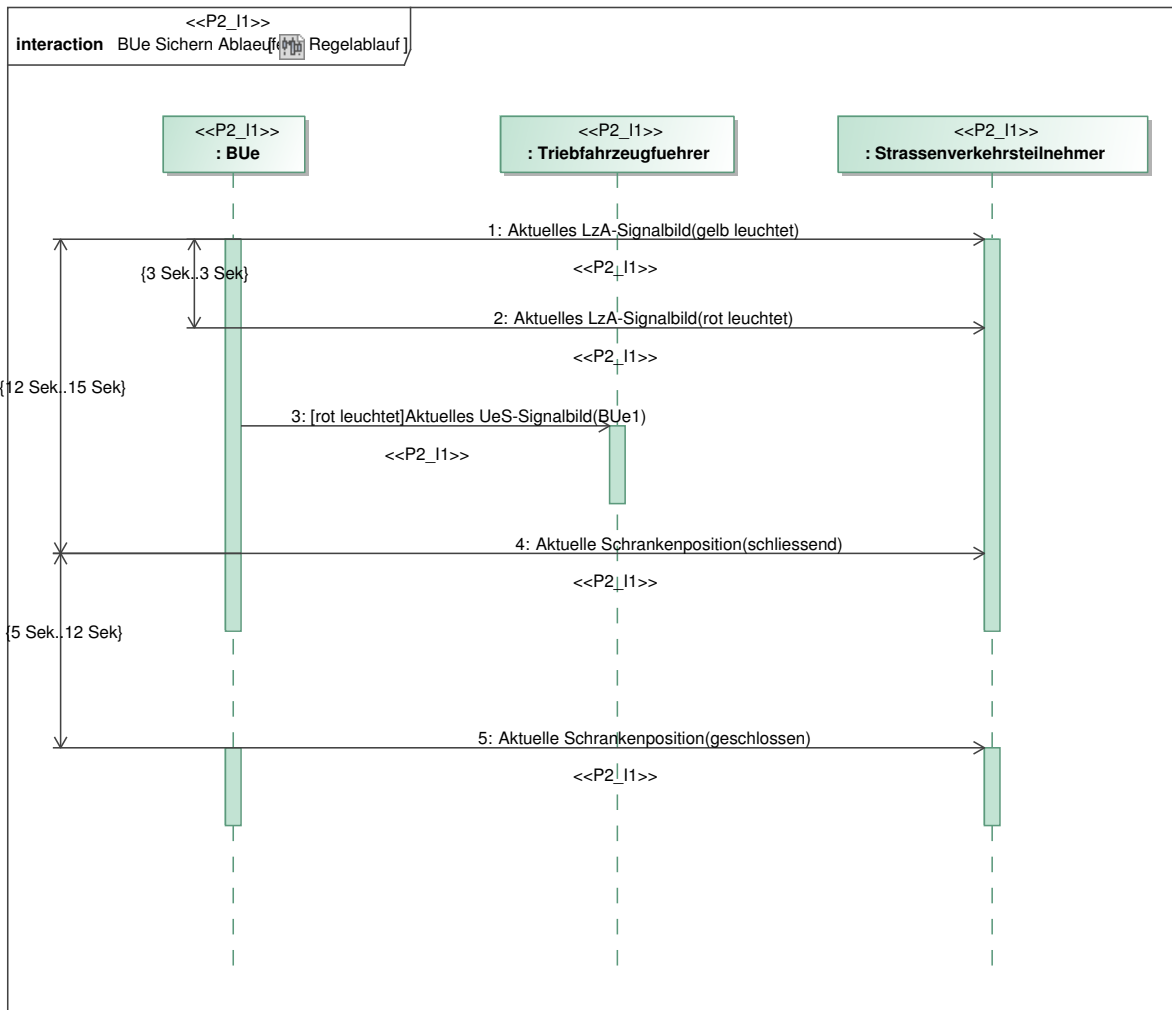 <<P2_I1>>
interaction BUe Sichern Ablaeufe[ Regelablauf ]
<<P2_I1>>
: BUe
<<P2_I1>>
: Triebfahrzeugfuehrer
<<P2_I1>>
: Strassenverkehrsteilnehmer
1: Aktuelles LzA-Signalbild(gelb leuchtet)
<<P2_I1>>
{3 Sek..3 Sek}
2: Aktuelles LzA-Signalbild(rot leuchtet)
<<P2_I1>>
{12 Sek..15 Sek}
3: [rot leuchtet]Aktuelles UeS-Signalbild(BUe1)
<<P2_I1>>
4: Aktuelle Schrankenposition(schliessend)
<<P2_I1>>
{5 Sek..12 Sek}
5: Aktuelle Schrankenposition(geschlossen)
<<P2_I1>>